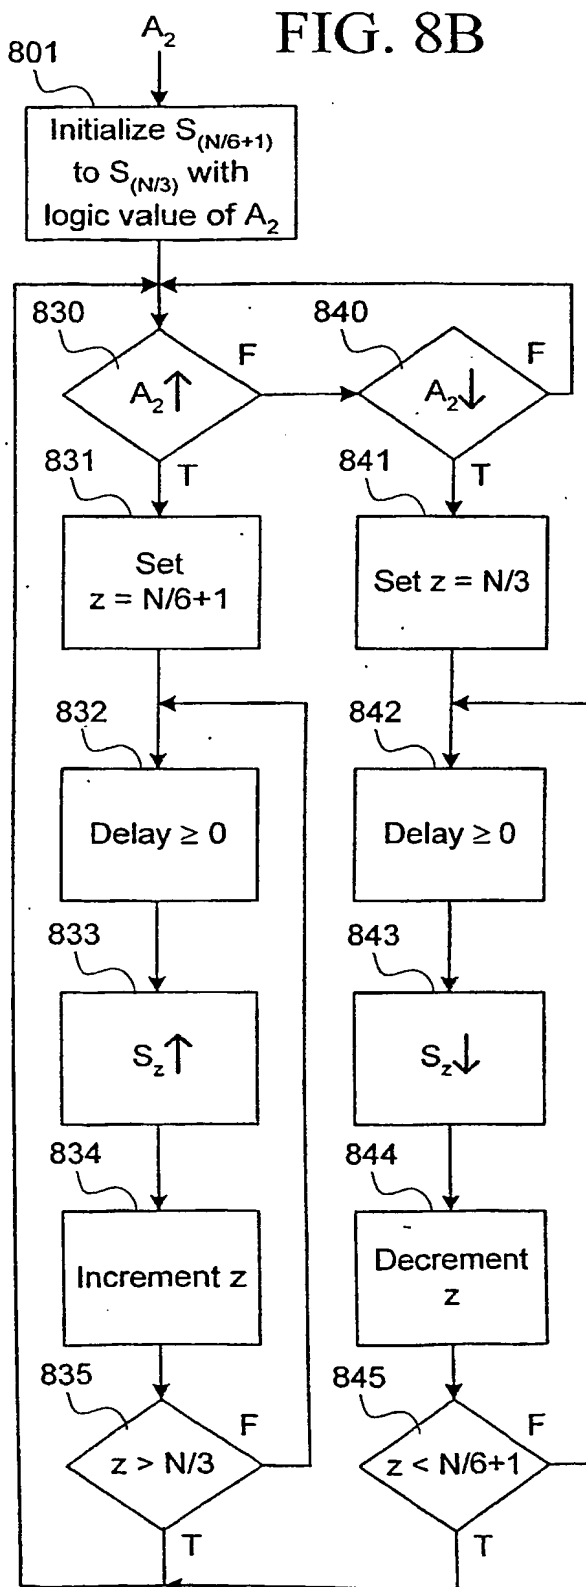 FIG. 8B
A₂
801
Initialize S₍N/6+1₎
to S₍N/3₎ with
logic value of A₂
830
A₂↑
F
T
840
A₂↓
F
T
831
Set
z = N/6+1
841
Set z = N/3
832
Delay ≥ 0
842
Delay ≥ 0
833
S_z↑
843
S_z↓
834
Increment z
844
Decrement
z
835
z > N/3
F
T
845
z < N/6+1
F
T